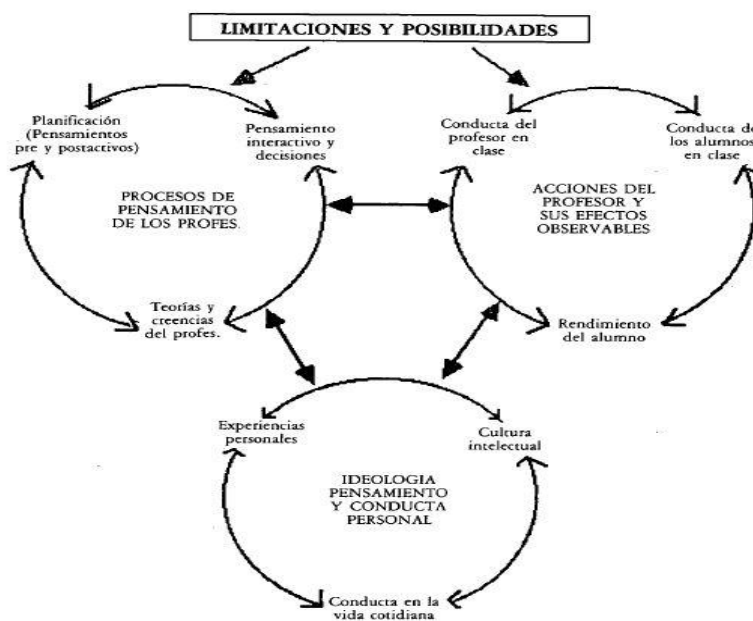 LIMITACIONES Y POSIBILIDADES
Planificación
(Pensamientos
pre y postactivos)
Pensamiento
interactivo y
decisiones
PROCESOS DE
PENSAMIENTO
DE LOS PROFES.
Teorías y
creencias
del profes.
Conducta del
profesor en
clase
Conducta de
los alumnos
en clase
ACCIONES DEL
PROFESOR Y
SUS EFECTOS
OBSERVABLES
Rendimiento
del alumno
Experiencias
personales
Cultura
intelectual
IDEOLOGIA
PENSAMIENTO
Y CONDUCTA
PERSONAL
Conducta en la
vida cotidiana